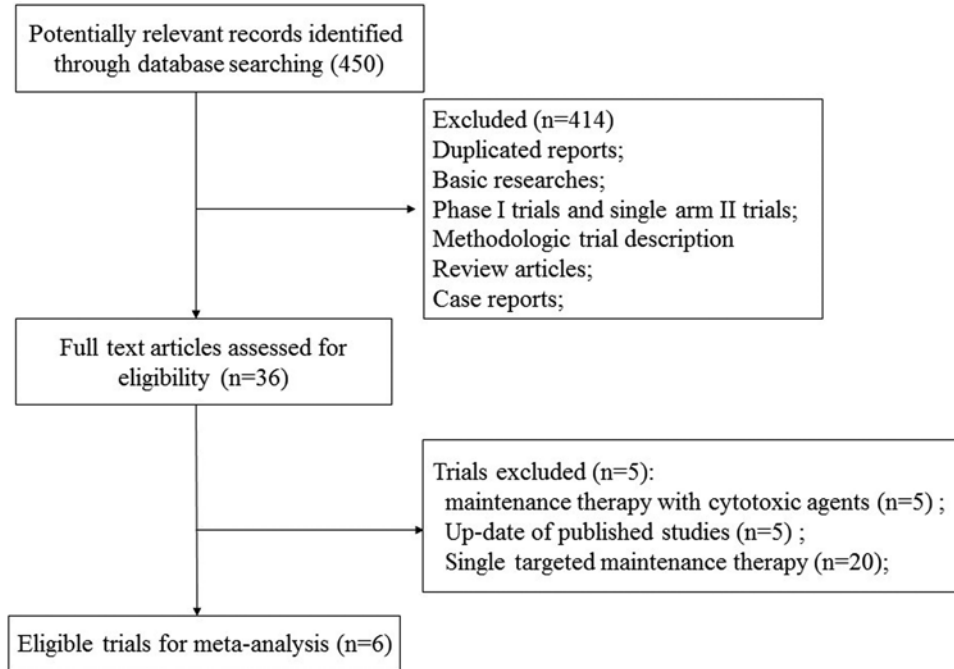 Potentially relevant records identified
through database searching (450)
Excluded (n=414)
Duplicated reports;
Basic researches;
Phase I trials and single arm II trials;
Methodologic trial description
Review articles;
Case reports;
Full text articles assessed for
eligibility (n=36)
Trials excluded (n=5):
maintenance therapy with cytotoxic agents (n=5) ;
Up-date of published studies (n=5) ;
Single targeted maintenance therapy (n=20);
Eligible trials for meta-analysis (n=6)